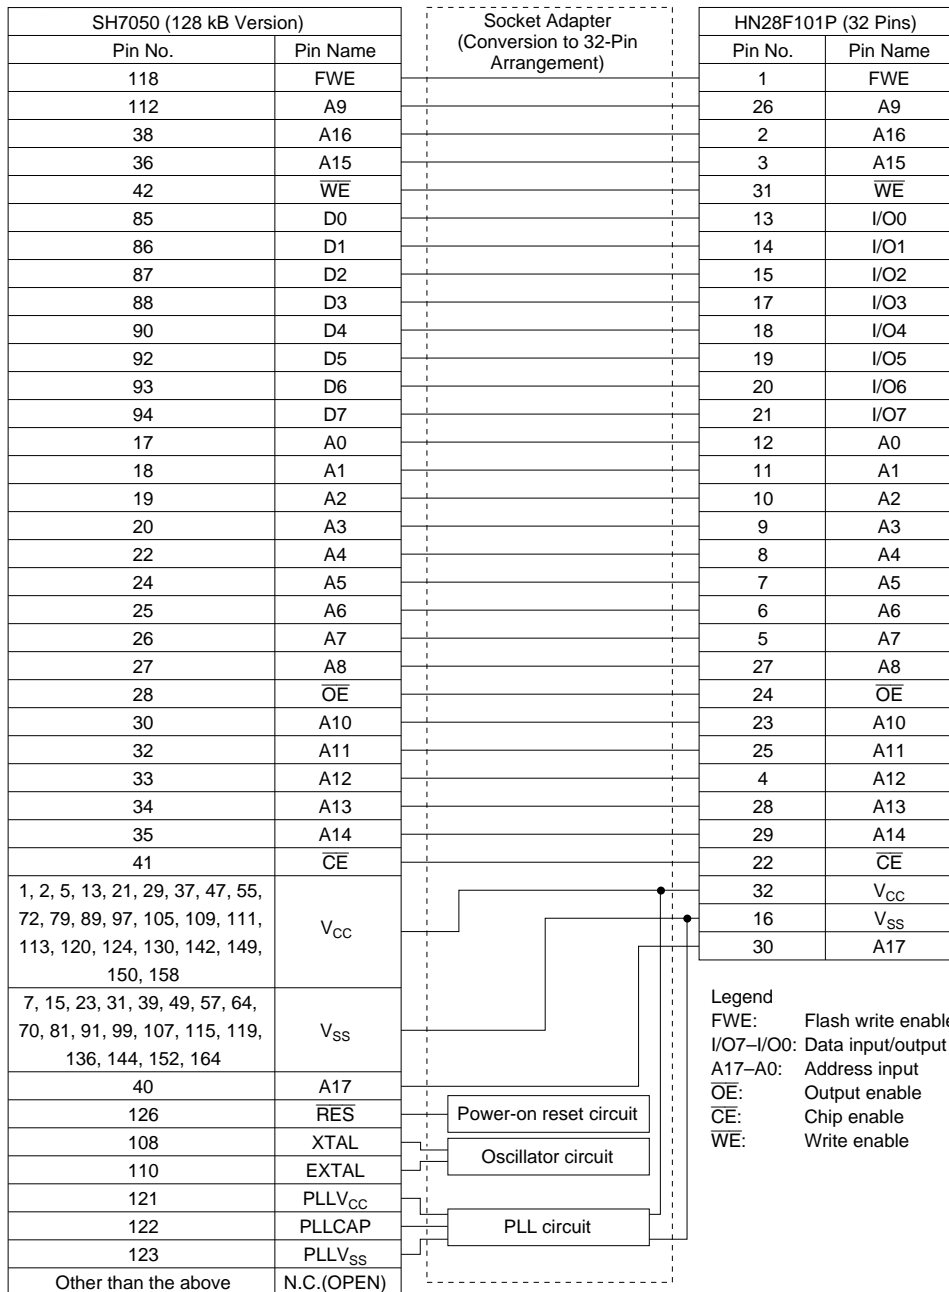 SH7050 (128 kB Version)
Pin No. Pin Name
118 FWE
112 A9
38 A16
36 A15
42 W̅E̅
85 D0
86 D1
87 D2
88 D3
90 D4
92 D5
93 D6
94 D7
17 A0
18 A1
19 A2
20 A3
22 A4
24 A5
25 A6
26 A7
27 A8
28 O̅E̅
30 A10
32 A11
33 A12
34 A13
35 A14
41 C̅E̅
1, 2, 5, 13, 21, 29, 37, 47, 55,
72, 79, 89, 97, 105, 109, 111,
113, 120, 124, 130, 142, 149,
150, 158
VCC
7, 15, 23, 31, 39, 49, 57, 64,
70, 81, 91, 99, 107, 115, 119,
136, 144, 152, 164
VSS
40 A17
126 R̅E̅S̅
108 XTAL
110 EXTAL
121 PLLVCC
122 PLLCAP
123 PLLVSS
Other than the above N.C.(OPEN)
Socket Adapter
(Conversion to 32-Pin
Arrangement)
Power-on reset circuit
Oscillator circuit
PLL circuit
HN28F101P (32 Pins)
Pin No. Pin Name
1 FWE
26 A9
2 A16
3 A15
31 W̅E̅
13 I/O0
14 I/O1
15 I/O2
17 I/O3
18 I/O4
19 I/O5
20 I/O6
21 I/O7
12 A0
11 A1
10 A2
9 A3
8 A4
7 A5
6 A6
5 A7
27 A8
24 O̅E̅
23 A10
25 A11
4 A12
28 A13
29 A14
22 C̅E̅
32 VCC
16 VSS
30 A17
Legend
FWE: Flash write enable
I/O7–I/O0: Data input/output
A17–A0: Address input
O̅E̅: Output enable
C̅E̅: Chip enable
W̅E̅: Write enable